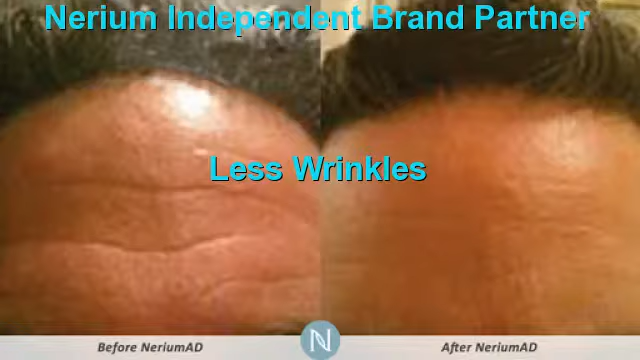 Nerium Independent Brand Partner
Less Wrinkles
Before NeriumAD
N
After NeriumAD